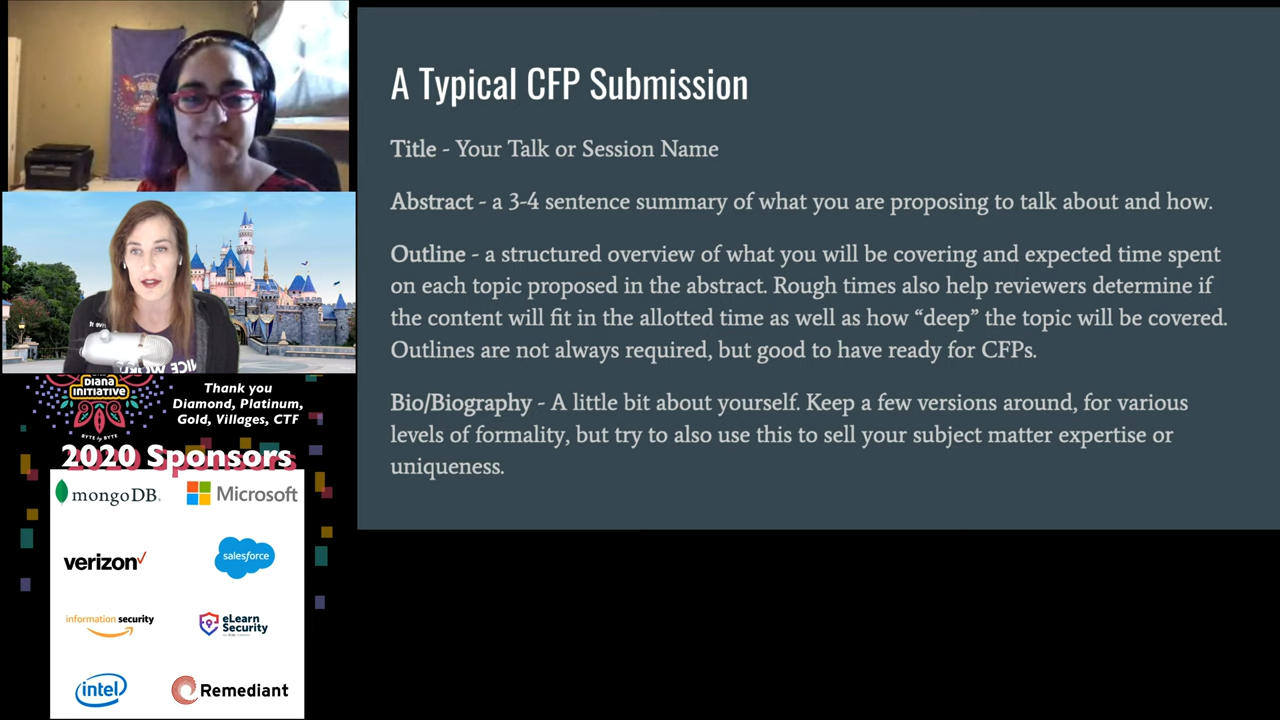 A Typical CFP Submission
Title - Your Talk or Session Name
Abstract - a 3-4 sentence summary of what you are proposing to talk about and how.
Outline - a structured overview of what you will be covering and expected time spent
on each topic proposed in the abstract. Rough times also help reviewers determine if
the content will fit in the allotted time as well as how “deep” the topic will be covered.
Outlines are not always required, but good to have ready for CFPs.
Bio/Biography - A little bit about yourself. Keep a few versions around, for various
levels of formality, but try to also use this to sell your subject matter expertise or
uniqueness.
DIANA
INITIATIVE
BYTE by BYTE
Thank you
Diamond, Platinum,
Gold, Villages, CTF
2020 Sponsors
mongoDB.
Microsoft
verizon✓
salesforce
information security
eLearn
Security
intel
Remediant